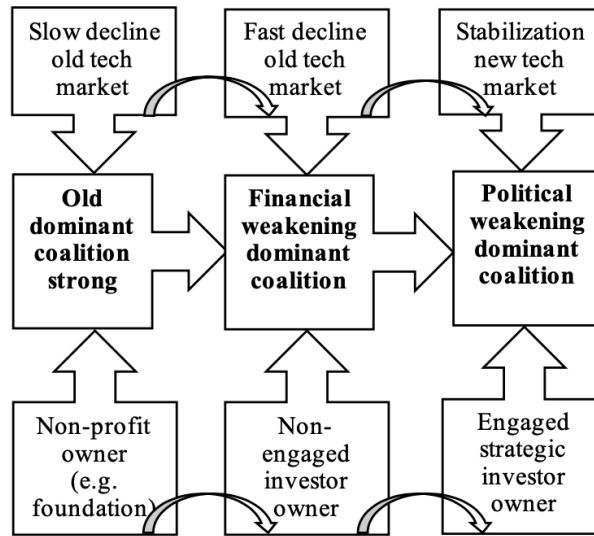 Slow decline
old tech
market
Fast decline
old tech
market
Stabilization
new tech
market
Old
dominant
coalition
strong
Financial
weakening
dominant
coalition
Political
weakening
dominant
coalition
Non-profit
owner
(e.g.
foundation)
Non-
engaged
investor
owner
Engaged
strategic
investor
owner